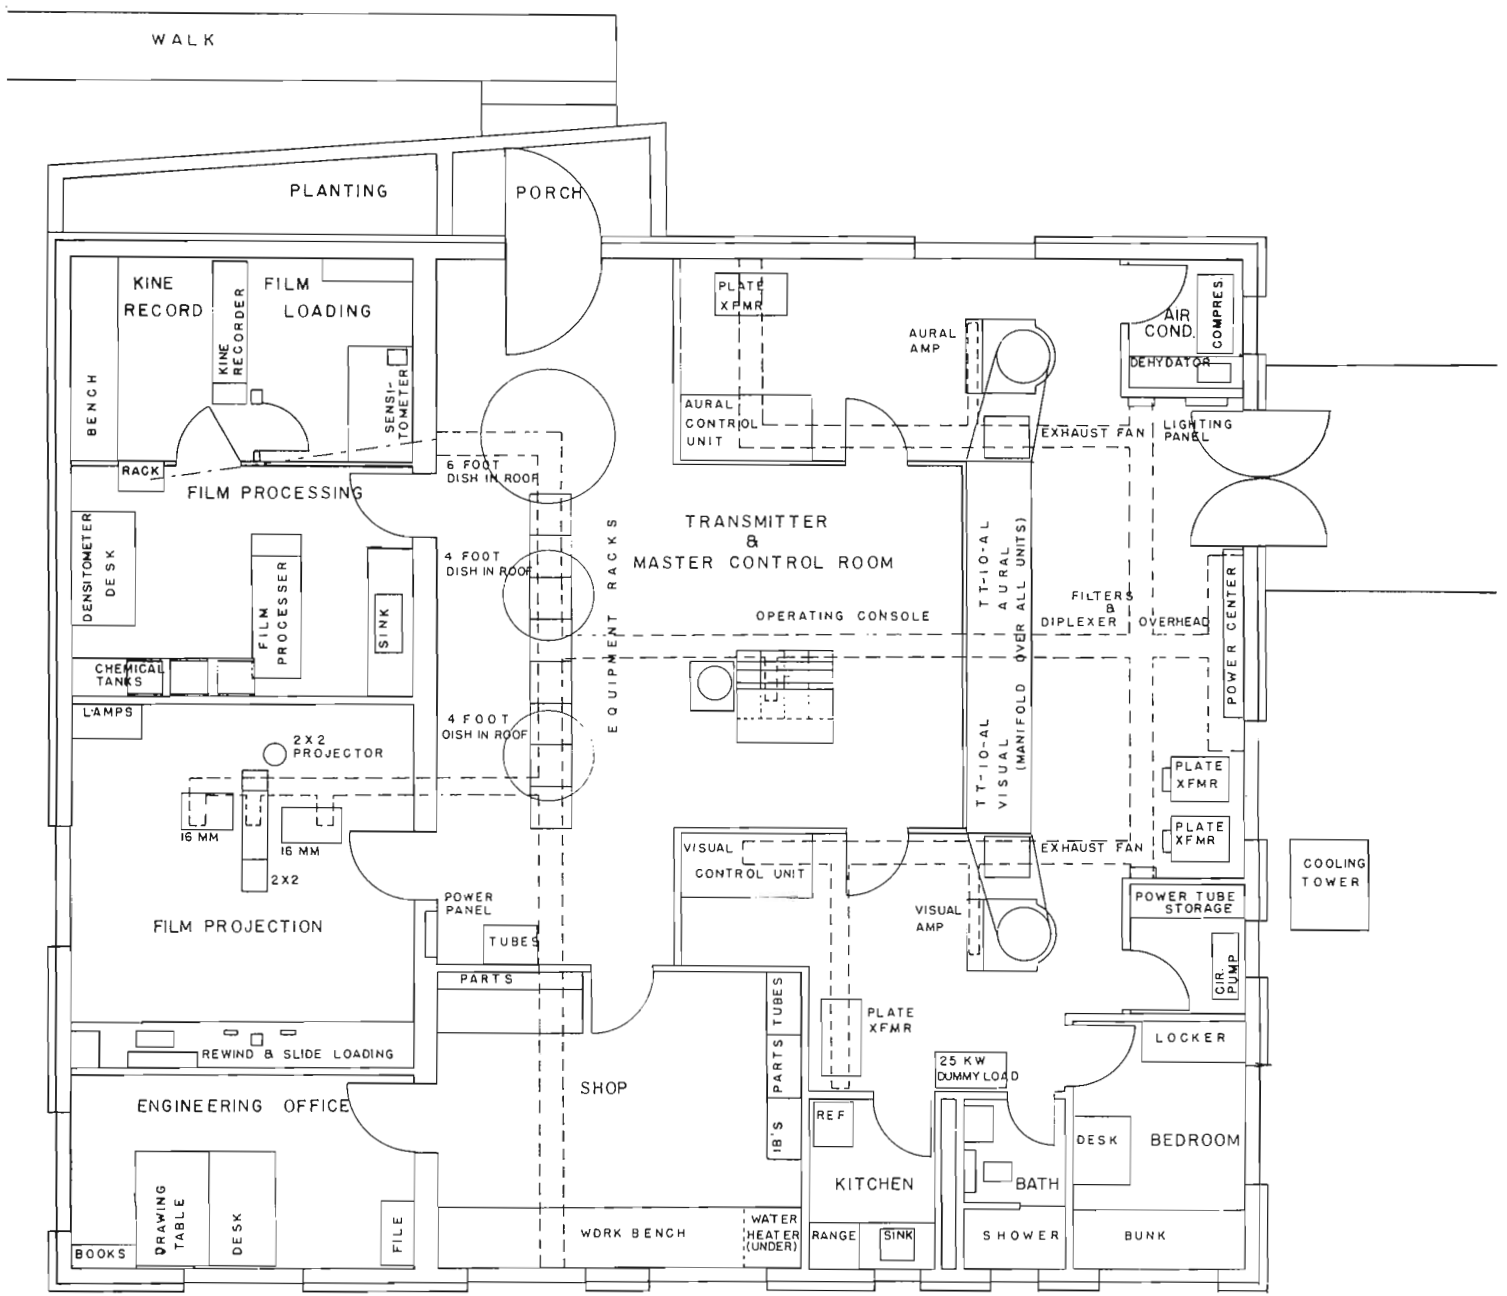 WALK
PLANTING
PORCH
KINE
RECORD
KINE
RECORDER
FILM
LOADING
BENCH
SENSI-
TOMETER
RACK
FILM PROCESSING
DENSITOMETER
DESK
FILM
PROCESSER
SINK
CHEMICAL
TANKS
LAMPS
2X2
PROJECTOR
16 MM
16 MM
2X2
FILM PROJECTION
REWIND & SLIDE LOADING
ENGINEERING OFFICE
DRAWING
TABLE
DESK
FILE
BOOKS
6 FOOT
DISH IN ROOF
4 FOOT
DISH IN ROOF
4 FOOT
DISH IN ROOF
EQUIPMENT RACKS
POWER
PANEL
TUBES
PARTS
SHOP
TUBES
PARTS
IB'S
WORK BENCH
WATER
HEATER
(UNDER)
PLATE
XFMR
AURAL
CONTROL
UNIT
AURAL
AMP
TRANSMITTER
&
MASTER CONTROL ROOM
OPERATING CONSOLE
TT-10-AL
AURAL
TT-10-AL
VISUAL
(MANIFOLD OVER ALL UNITS)
EXHAUST FAN
LIGHTING
PANEL
AIR
COND.
COMPRES.
DEHYDATOR
FILTERS
&
DIPLEXER OVERHEAD
POWER CENTER
PLATE
XFMR
PLATE
XFMR
VISUAL
CONTROL UNIT
EXHAUST FAN
VISUAL
AMP
COOLING
TOWER
POWER TUBE
STORAGE
CIR.
PUMP
PLATE
XFMR
25 KW
DUMMY LOAD
LOCKER
REF
KITCHEN
RANGE
SINK
BATH
SHOWER
DESK
BEDROOM
BUNK